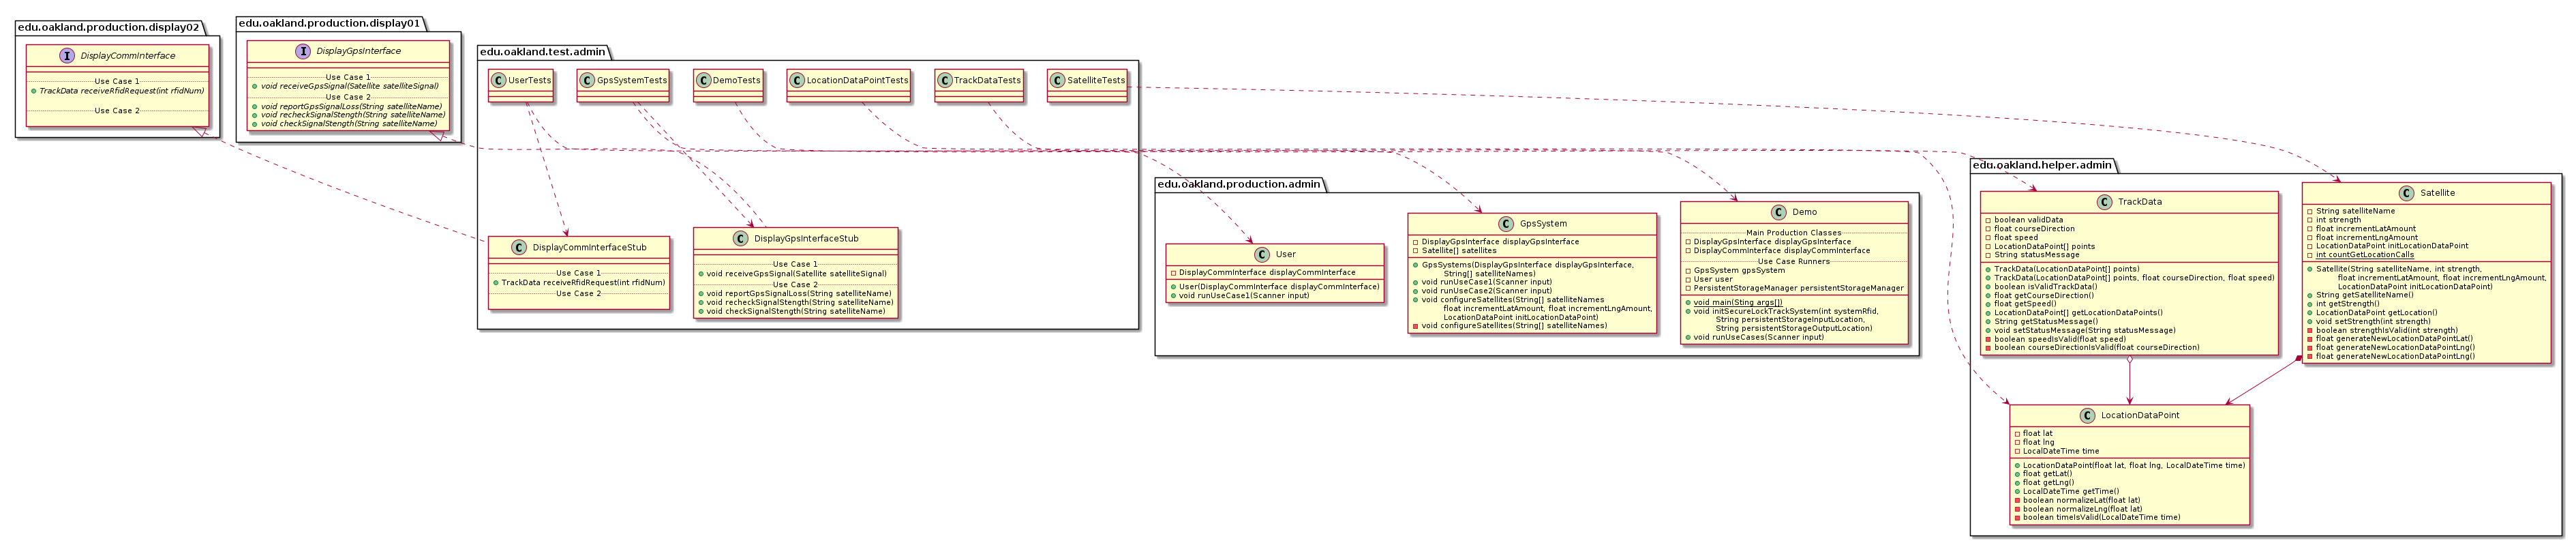 edu.oakland.production.display02
I DisplayCommInterface
Use Case 1
TrackData receiveRfidRequest(int rfidNum)
Use Case 2
edu.oakland.production.display01
I DisplayGpsInterface
Use Case 1
void receiveGpsSignal(Satellite satelliteSignal)
Use Case 2
void reportGpsSignalLoss(String satelliteName)
void recheckSignalStength(String satelliteName)
void checkSignalStength(String satelliteName)
edu.oakland.test.admin
C UserTests
C GpsSystemTests
C DemoTests
C LocationDataPointTests
C TrackDataTests
C SatelliteTests
C DisplayCommInterfaceStub
Use Case 1
TrackData receiveRfidRequest(int rfidNum)
Use Case 2
C DisplayGpsInterfaceStub
Use Case 1
void receiveGpsSignal(Satellite satelliteSignal)
Use Case 2
void reportGpsSignalLoss(String satelliteName)
void recheckSignalStength(String satelliteName)
void checkSignalStength(String satelliteName)
edu.oakland.production.admin
C User
DisplayCommInterface displayCommInterface
User(DisplayCommInterface displayCommInterface)
void runUseCase1(Scanner input)
C GpsSystem
DisplayGpsInterface displayGpsInterface
Satellite[] satellites
GpsSystems(DisplayGpsInterface displayGpsInterface,
String[] satelliteNames)
void runUseCase1(Scanner input)
void runUseCase2(Scanner input)
void configureSatellites(String[] satelliteNames
float incrementLatAmount, float incrementLngAmount,
LocationDataPoint initLocationDataPoint)
void configureSatellites(String[] satelliteNames)
C Demo
Main Production Classes
DisplayGpsInterface displayGpsInterface
DisplayCommInterface displayCommInterface
Use Case Runners
GpsSystem gpsSystem
User user
PersistentStorageManager persistentStorageManager
void main(Sting args[])
void initSecureLockTrackSystem(int systemRfid,
String persistentStorageInputLocation,
String persistentStorageOutputLocation)
void runUseCases(Scanner input)
edu.oakland.helper.admin
C TrackData
boolean validData
float courseDirection
float speed
LocationDataPoint[] points
String statusMessage
TrackData(LocationDataPoint[] points)
TrackData(LocationDataPoint[] points, float courseDirection, float speed)
boolean isValidTrackData()
float getCourseDirection()
float getSpeed()
LocationDataPoint[] getLocationDataPoints()
String getStatusMessage()
void setStatusMessage(String statusMessage)
boolean speedIsValid(float speed)
boolean courseDirectionIsValid(float courseDirection)
C Satellite
String satelliteName
int strength
float incrementLatAmount
float incrementLngAmount
LocationDataPoint initLocationDataPoint
int countGetLocationCalls
Satellite(String satelliteName, int strength,
float incrementLatAmount, float incrementLngAmount,
LocationDataPoint initLocationDataPoint)
String getSatelliteName()
int getStrength()
LocationDataPoint getLocation()
void setStrength(int strength)
boolean strengthIsValid(int strength)
float generateNewLocationDataPointLat()
float generateNewLocationDataPointLng()
float generateNewLocationDataPointLng()
C LocationDataPoint
float lat
float lng
LocalDateTime time
LocationDataPoint(float lat, float lng, LocalDateTime time)
float getLat()
float getLng()
LocalDateTime getTime()
boolean normalizeLat(float lat)
boolean normalizeLng(float lat)
boolean timeIsValid(LocalDateTime time)